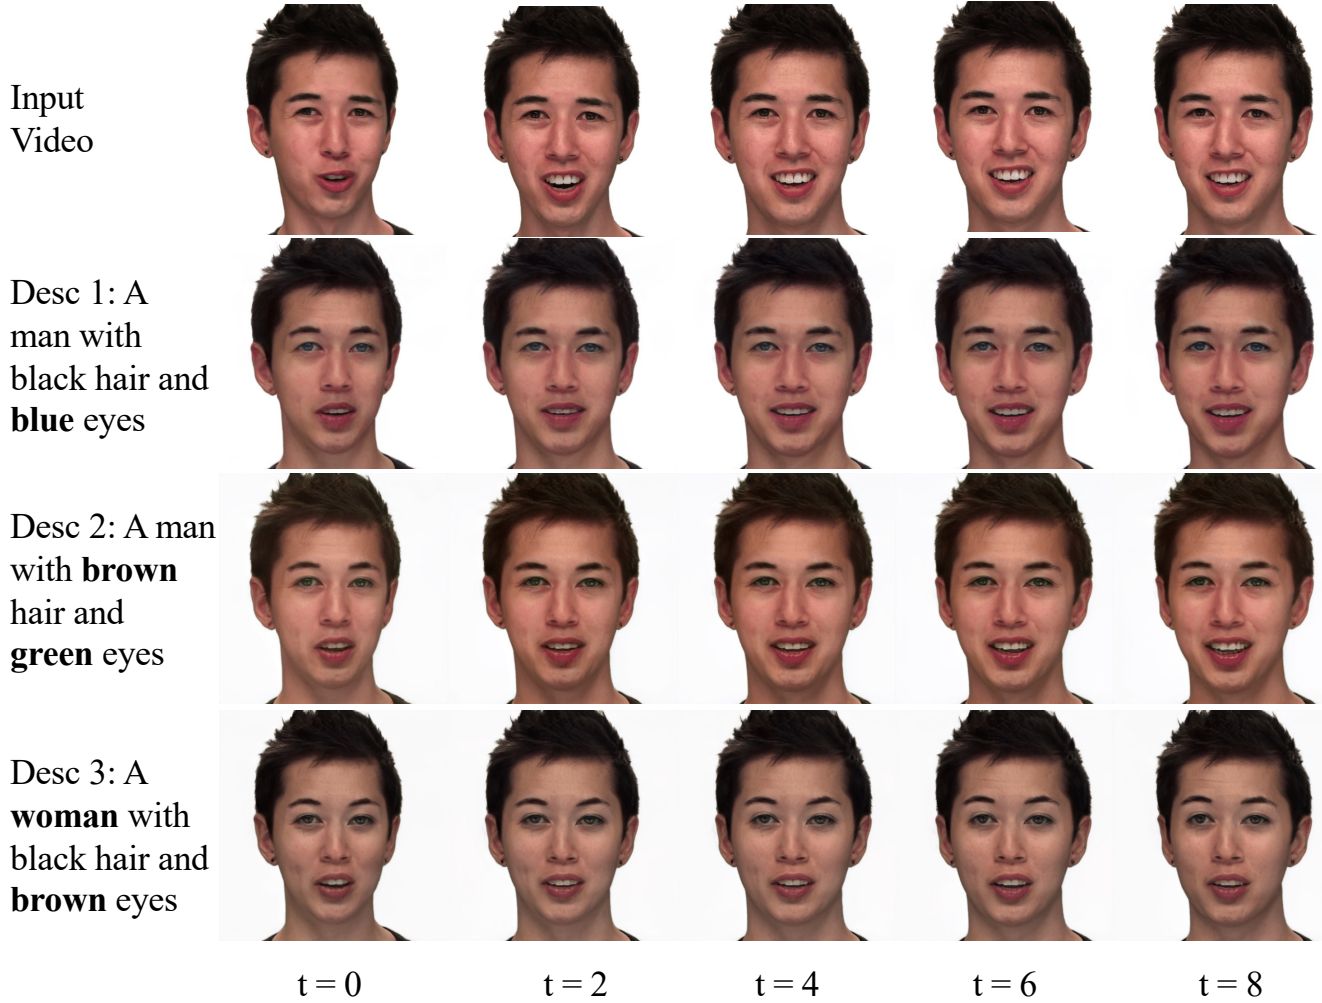 Input
Video
Desc 1: A
man with
black hair and
blue eyes
Desc 2: A man
with brown
hair and
green eyes
Desc 3: A
woman with
black hair and
brown eyes
t = 0
t = 2
t = 4
t = 6
t = 8